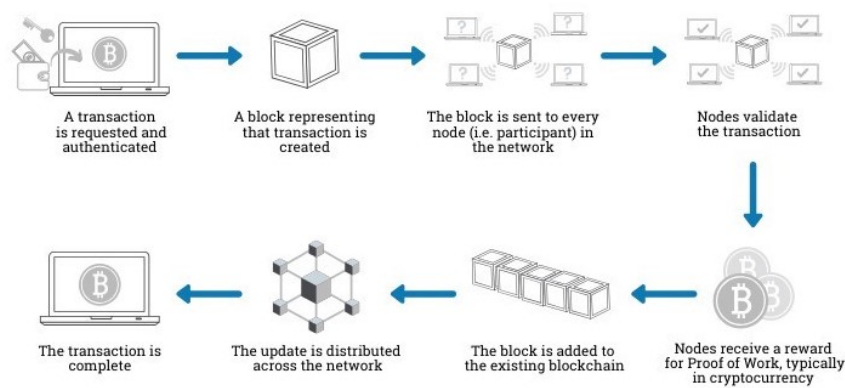 A transaction
is requested and
authenticated
A block representing
that transaction is
created
The block is sent to every
node (i.e. participant) in
the network
Nodes validate
the transaction
Nodes receive a reward
for Proof of Work, typically
in cryptocurrency
The block is added to
the existing blockchain
The update is distributed
across the network
The transaction is
complete